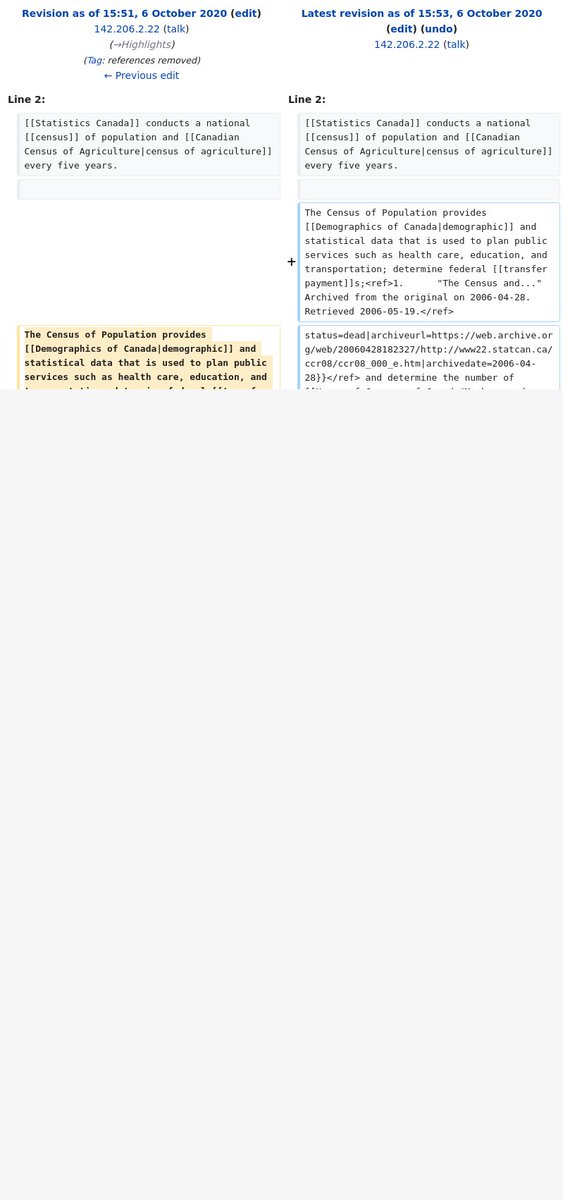 Revision as of 15:51, 6 October 2020 (edit)
142.206.2.22 (talk)
(→Highlights)
(Tag: references removed)
← Previous edit
Latest revision as of 15:53, 6 October 2020
(edit) (undo)
142.206.2.22 (talk)
Line 2:
Line 2:
[[Statistics Canada]] conducts a national
[[census]] of population and [[Canadian
Census of Agriculture|census of agriculture]]
every five years.
[[Statistics Canada]] conducts a national
[[census]] of population and [[Canadian
Census of Agriculture|census of agriculture]]
every five years.
+
The Census of Population provides
[[Demographics of Canada|demographic]] and
statistical data that is used to plan public
services such as health care, education, and
transportation; determine federal [[transfer
payment]]s;<ref>1.      "The Census and..."
Archived from the original on 2006-04-28.
Retrieved 2006-05-19.</ref>
The Census of Population provides
[[Demographics of Canada|demographic]] and
statistical data that is used to plan public
services such as health care, education, and
status=dead|archiveurl=https://web.archive.or
g/web/20060428182327/http://www22.statcan.ca/
ccr08/ccr08_000_e.htm|archivedate=2006-04-
28}}</ref> and determine the number of